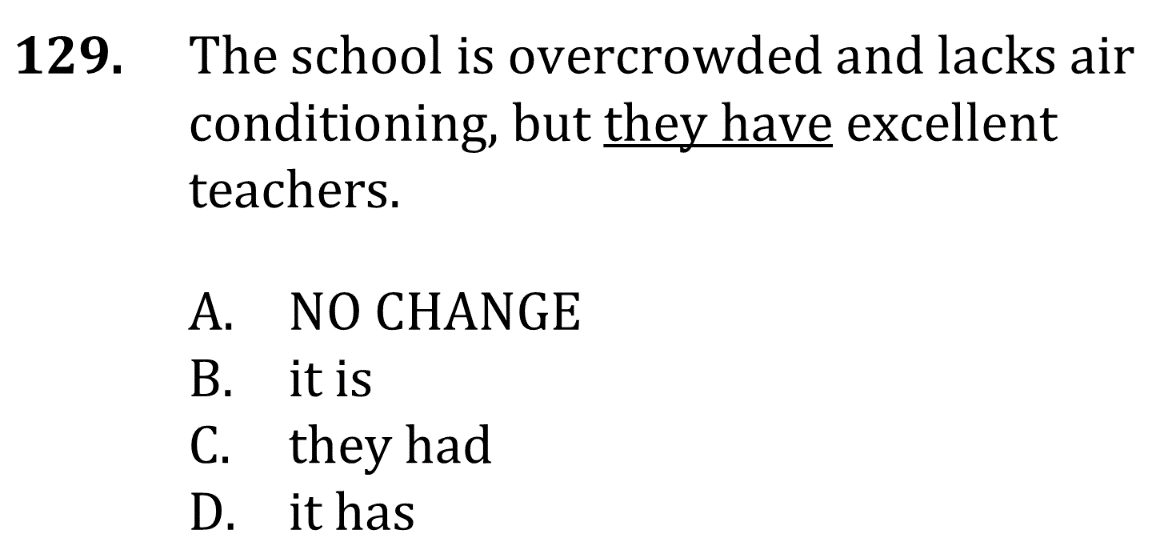 129. The school is overcrowded and lacks air
conditioning, but they have excellent
teachers.
A. NO CHANGE
B. it is
C. they had
D. it has